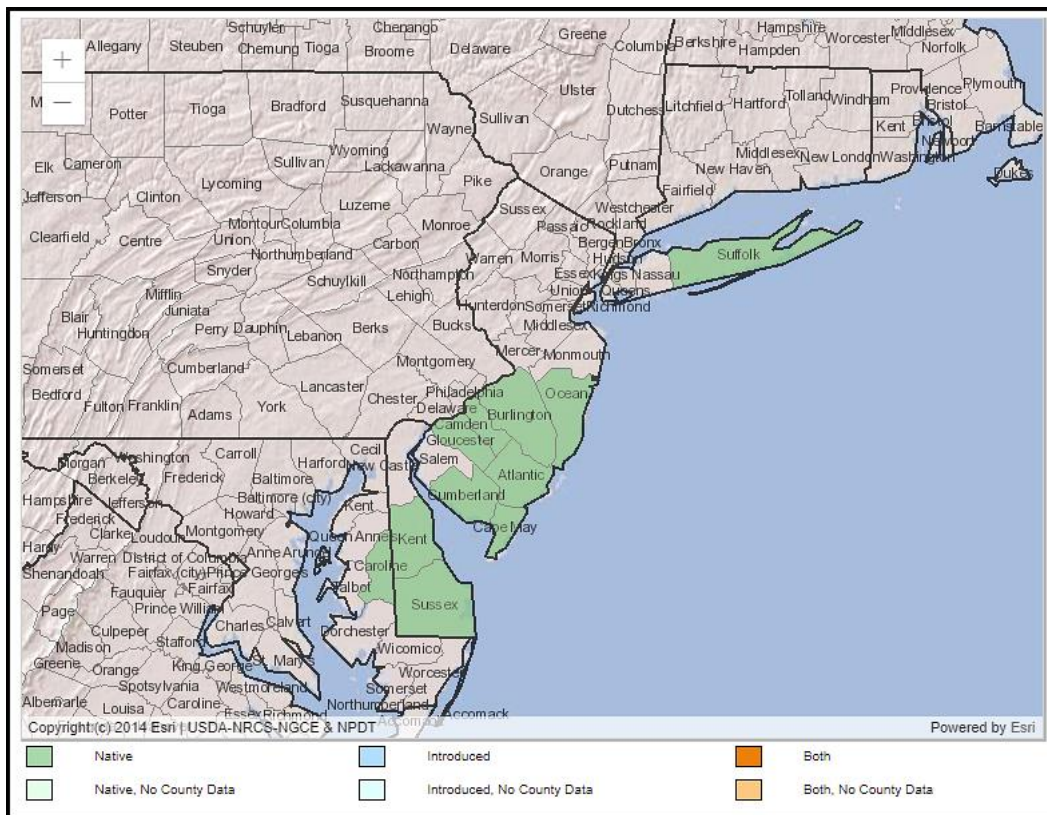 +
−
Allegany Steuben Schuyler Chemung Tioga Chenango Broome Delaware Greene Columbia Berkshire Hampshire Hampden Worcester Middlesex Norfolk
Potter Tioga Bradford Susquehanna Wayne Sullivan Ulster Dutchess Litchfield Hartford Tolland Windham Providence Bristol Plymouth
Kent Bristol Newport Barnstable
Elk Cameron Sullivan Wyoming Lackawanna Pike Orange Putnam Middlesex New Haven New London Washington Dukes
Jefferson Clinton Lycoming Luzerne Monroe Sussex Westchester Fairfield
Clearfield Centre Union Montour Columbia Northumberland Carbon Passaic Rockland Bergen Bronx
Snyder Schuylkill Northampton Warren Morris Essex Hudson Kings Nassau Suffolk
Mifflin Juniata Lehigh Hunterdon Union Somerset Queens Richmond
Blair Huntingdon Perry Dauphin Lebanon Berks Bucks Middlesex
Somerset Cumberland Montgomery Mercer Monmouth
Bedford Fulton Franklin Adams York Lancaster Chester Philadelphia Delaware Camden Burlington Ocean
Morgan Washington Carroll Cecil Harford New Castle Gloucester Salem
Berkeley Frederick Baltimore Baltimore (city) Atlantic
Hampshire Jefferson Howard Kent Cumberland
Frederick Clarke Loudoun Montgomery Anne Arundel Queen Annes Kent Cape May
Hardy Warren District of Columbia
Shenandoah Fairfax (city) Prince Georges Caroline
Fauquier Fairfax Talbot
Page Prince William Charles Calvert Sussex
Culpeper Stafford Dorchester
Madison Wicomico
Greene Orange King George St. Mary's Worcester
Spotsylvania Westmoreland Somerset
Albemarle Louisa Caroline Essex Richmond Northumberland Accomack
Accomack
Copyright:(c) 2014 Esri | USDA-NRCS-NGCE & NPDT Powered by Esri
Native Introduced Both
Native, No County Data Introduced, No County Data Both, No County Data